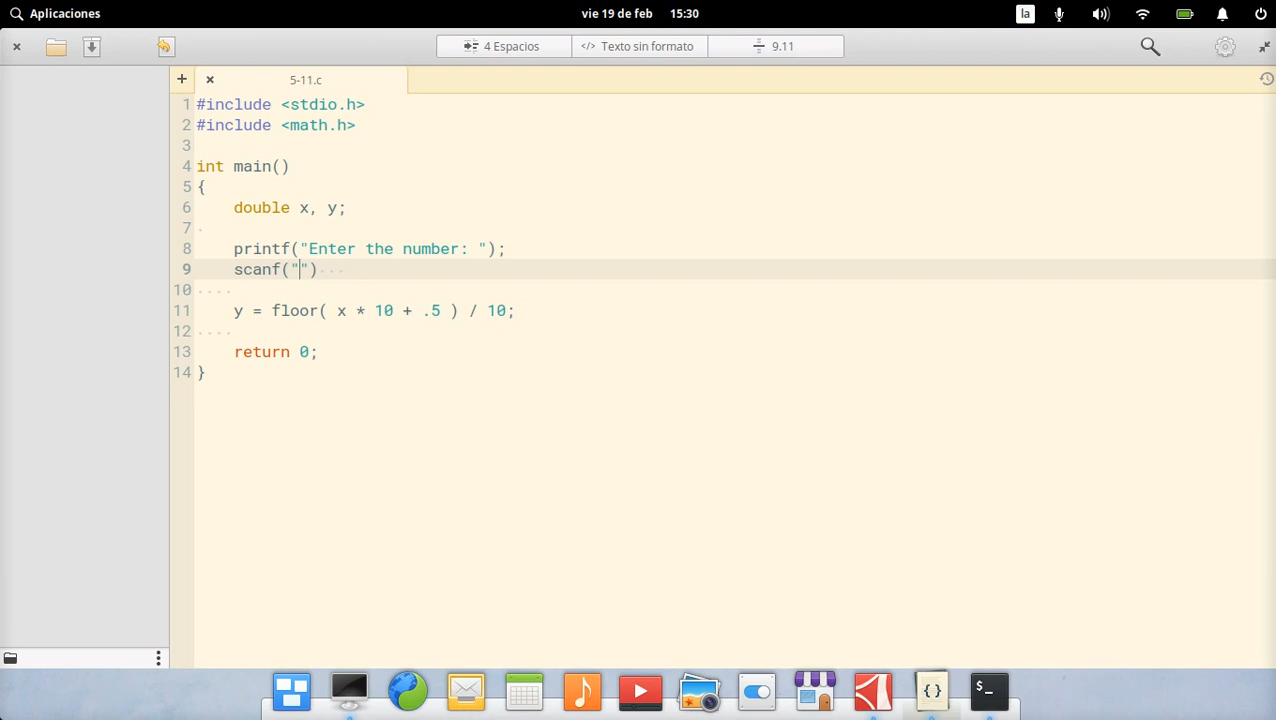 Aplicaciones
vie 19 de feb 15:30
la
4 Espacios
</> Texto sin formato
9.11
5-11.c
1 #include <stdio.h>
2 #include <math.h>
3
4 int main()
5 {
6 double x, y;
7
8 printf("Enter the number: ");
9 scanf("")
10
11 y = floor( x * 10 + .5 ) / 10;
12
13 return 0;
14 }